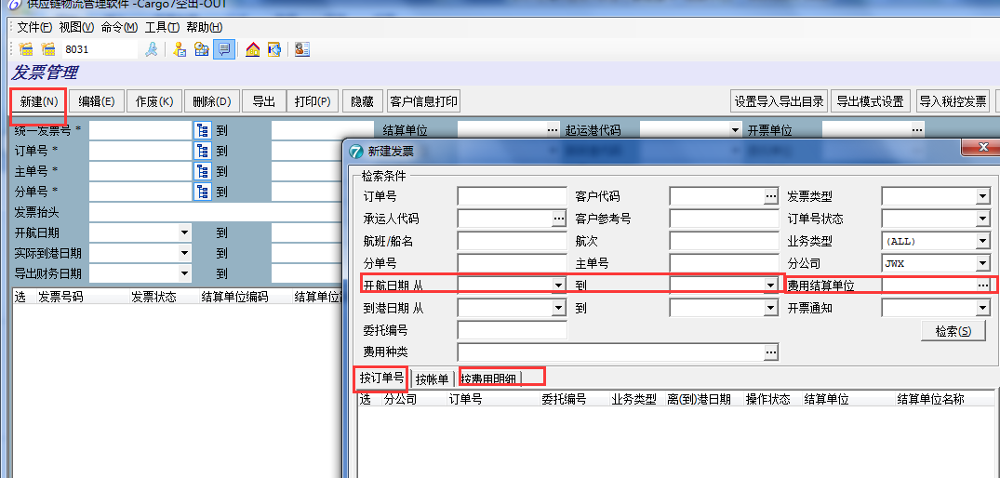 供应链物流管理软件 -Cargo7空出-OUT
文件(F) 视图(V) 命令(M) 工具(T) 帮助(H)
8031
发票管理
新建(N) 编辑(E) 作废(K) 删除(D) 导出 打印(P) 隐藏 客户信息打印 设置导入导出目录 导出模式设置 导入税控发票
统一发票号 * 到 结算单位 ... 起运港代码 开票单位 ...
订单号 * 到
主单号 * 到
分单号 * 到
发票抬头
开航日期 到
实际到港日期 到
导出财务日期 到
选 发票号码 发票状态 结算单位编码 结算单位
新建发票
检索条件
订单号 客户代码 ... 发票类型
承运人代码 ... 客户参考号 订单号状态
航班/船名 航次 业务类型 (ALL)
分单号 主单号 分公司 JWX
开航日期 从 到 费用结算单位 ...
到港日期 从 到 开票通知
委托编号 检索(S)
费用种类 ...
按订单号 按帐单 按费用明细
选 分公司 订单号 委托编号 业务类型 离(到)港日期 操作状态 结算单位 结算单位名称